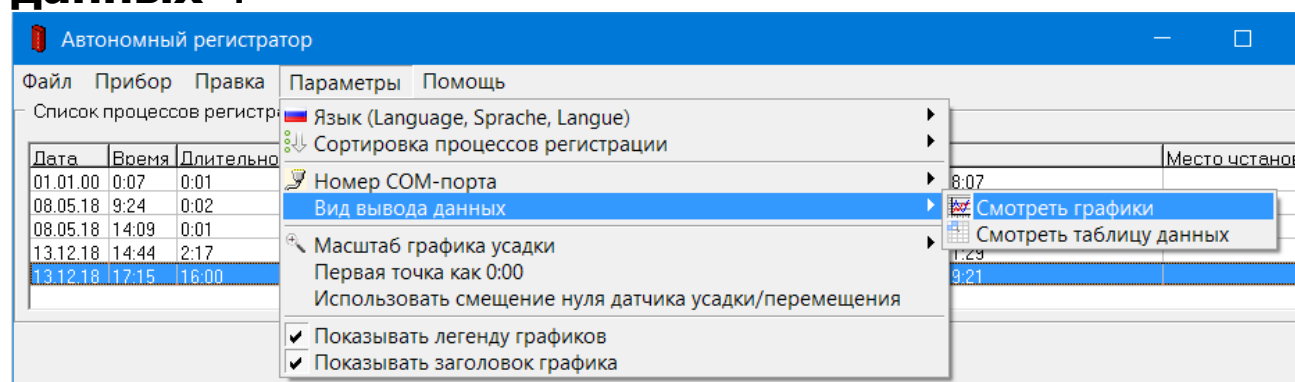 данных".
Автономный регистратор
Файл Прибор Правка Параметры Помощь
Список процессов регистра
Дата Время Длительно Место установ
01.01.00 0:07 0:01 8:07
08.05.18 9:24 0:02
08.05.18 14:09 0:01
13.12.18 14:44 2:17 1:29
13.12.18 17:15 16:00 9:21
Язык (Language, Sprache, Langue)
Сортировка процессов регистрации
Номер COM-порта
Вид вывода данных
Масштаб графика усадки
Первая точка как 0:00
Использовать смещение нуля датчика усадки/перемещения
Показывать легенду графиков
Показывать заголовок графика
Смотреть графики
Смотреть таблицу данных